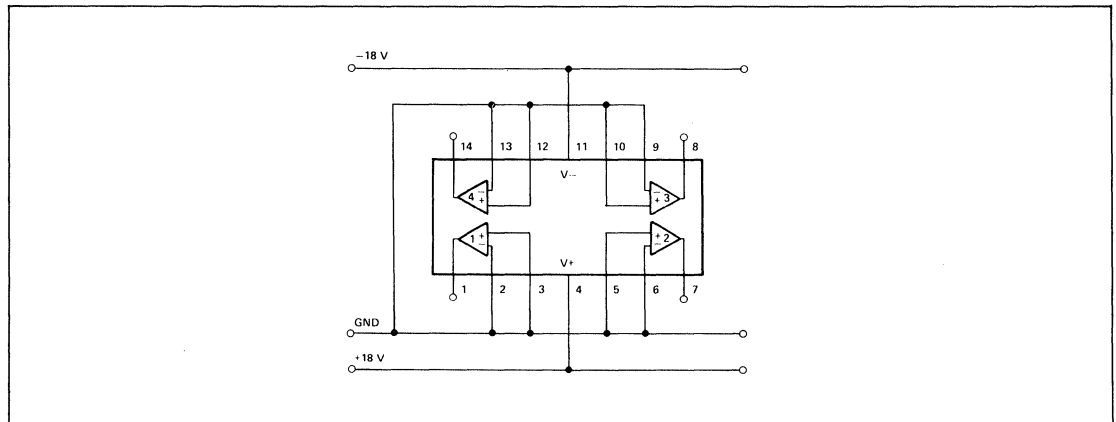 −18 V
14 13 12 11 10 9 8
V−
4 − + − + 3
1 + − + − 2
V+
1 2 3 4 5 6 7
GND
+18 V